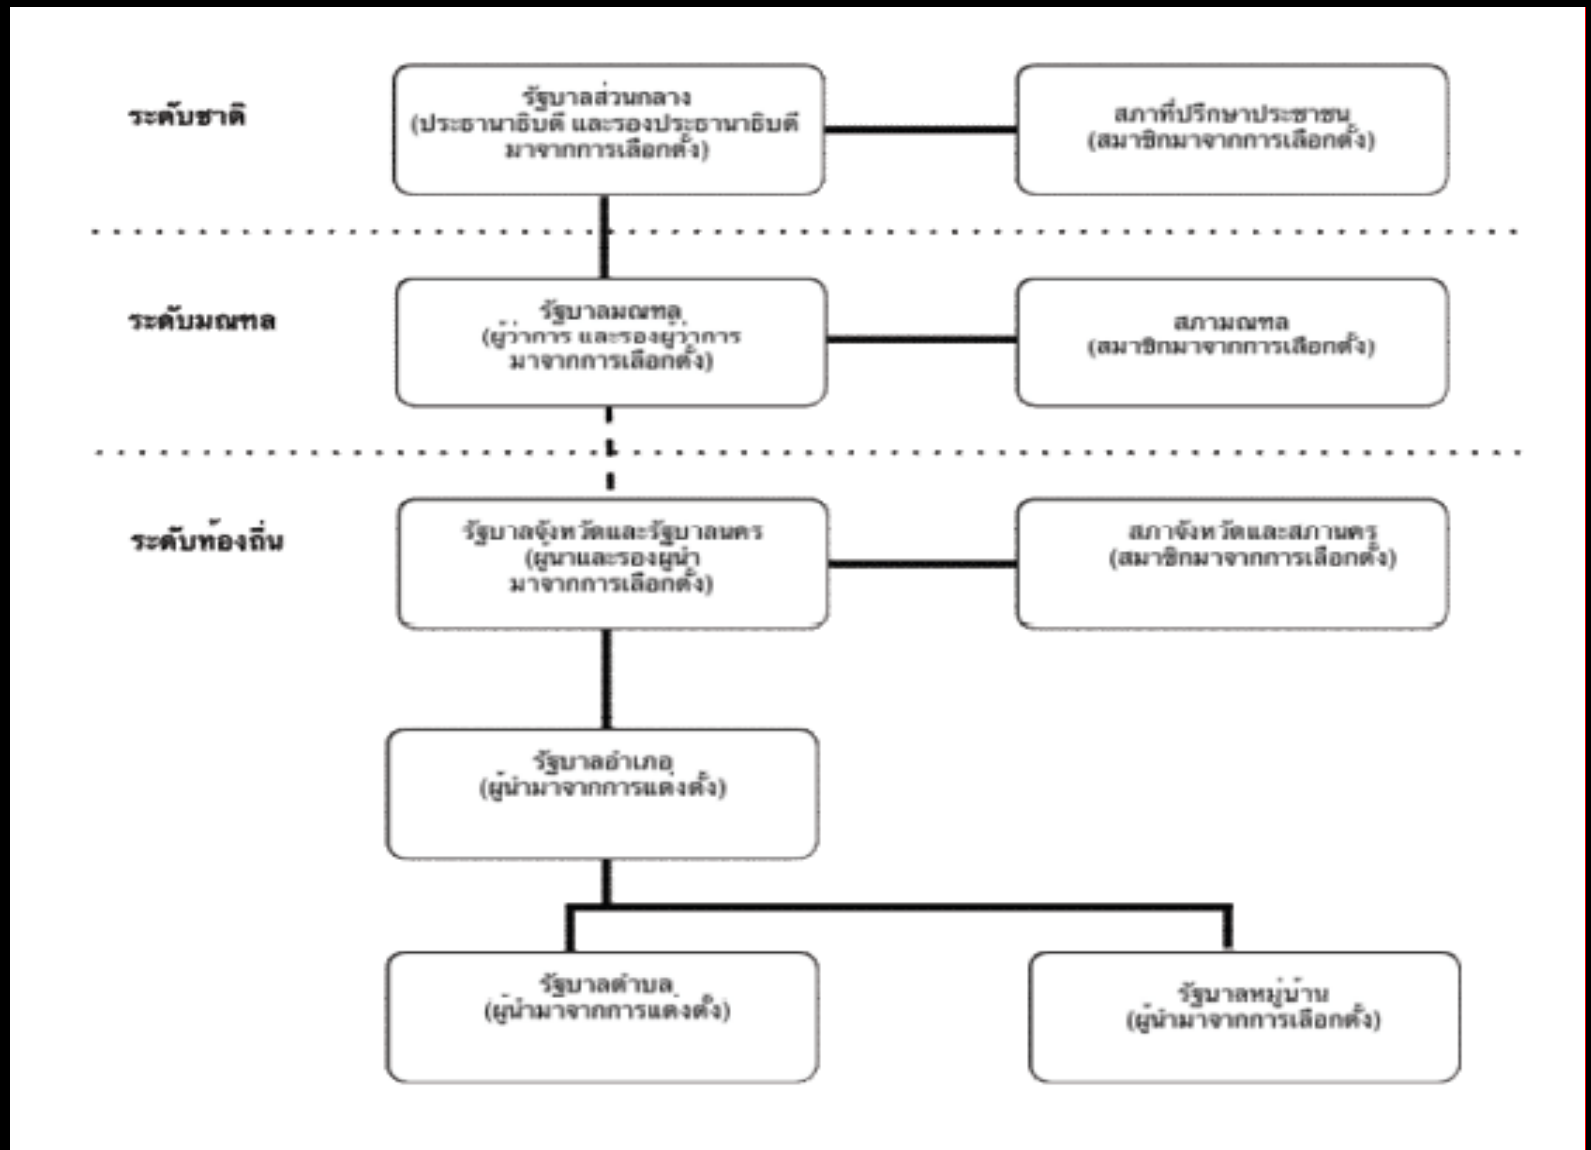 ระดับชาติ
รัฐบาลส่วนกลาง
(ประธานาธิบดี และรองประธานาธิบดี
มาจากการเลือกตั้ง)
สภาที่ปรึกษาประชาชน
(สมาชิกมาจากการเลือกตั้ง)
ระดับมณฑล
รัฐบาลมณฑล
(ผู้ว่าการ และรองผู้ว่าการ
มาจากการเลือกตั้ง)
สภามณฑล
(สมาชิกมาจากการเลือกตั้ง)
ระดับท้องถิ่น
รัฐบาลจังหวัดและรัฐบาลนคร
(ผู้นำและรองผู้นำ
มาจากการเลือกตั้ง)
สภาจังหวัดและสภานคร
(สมาชิกมาจากการเลือกตั้ง)
รัฐบาลอำเภอ
(ผู้นำมาจากการแต่งตั้ง)
รัฐบาลตำบล
(ผู้นำมาจากการแต่งตั้ง)
รัฐบาลหมู่บ้าน
(ผู้นำมาจากการเลือกตั้ง)